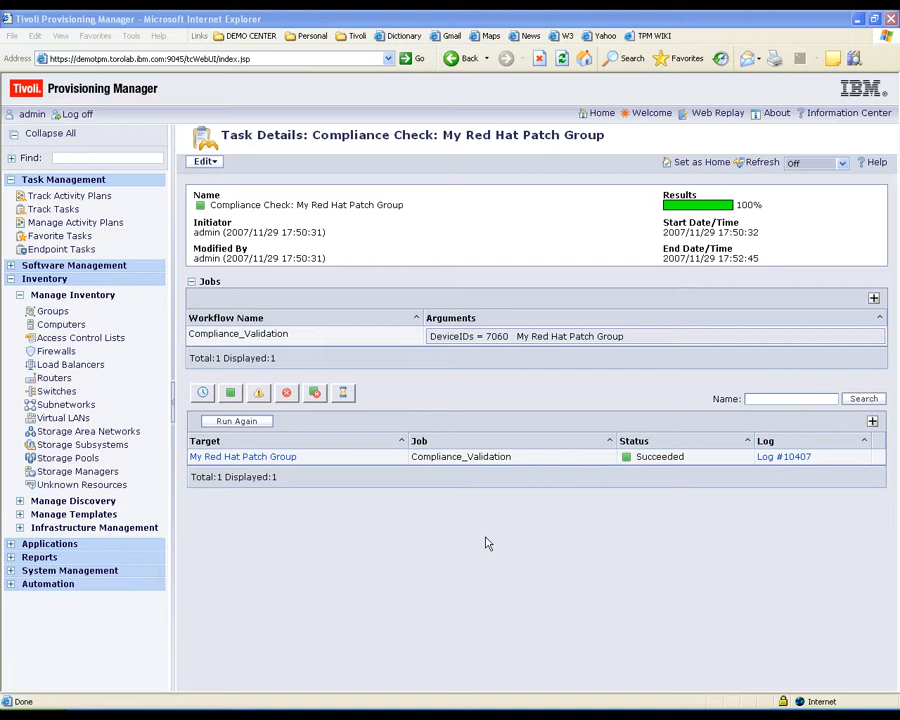 Tivoli Provisioning Manager - Microsoft Internet Explorer
File Edit View Favorites Tools Help Links DEMO CENTER Personal Tivoli Dictionary Gmail Maps News W3 Yahoo TPM WIKI
Address https://demotpm.torolab.ibm.com:9045/tcWebUI/index.jsp Go Back Search Favorites
Tivoli. Provisioning Manager IBM
admin Log off Home Welcome Web Replay About Information Center
Collapse All
Find:
Task Management
Track Activity Plans
Track Tasks
Manage Activity Plans
Favorite Tasks
Endpoint Tasks
Software Management
Inventory
Manage Inventory
Groups
Computers
Access Control Lists
Firewalls
Load Balancers
Routers
Switches
Subnetworks
Virtual LANs
Storage Area Networks
Storage Subsystems
Storage Pools
Storage Managers
Unknown Resources
Manage Discovery
Manage Templates
Infrastructure Management
Applications
Reports
System Management
Automation
Task Details: Compliance Check: My Red Hat Patch Group
Edit Set as Home Refresh Off Help
Name Results
Compliance Check: My Red Hat Patch Group 100%
Initiator Start Date/Time
admin (2007/11/29 17:50:31) 2007/11/29 17:50:32
Modified By End Date/Time
admin (2007/11/29 17:50:31) 2007/11/29 17:52:45
Jobs
Workflow Name Arguments
Compliance_Validation DeviceIDs = 7060 My Red Hat Patch Group
Total:1 Displayed:1
Name: Search
Run Again
Target Job Status Log
My Red Hat Patch Group Compliance_Validation Succeeded Log #10407
Total:1 Displayed:1
Done Internet